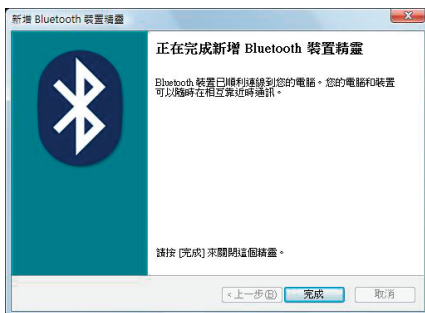 新增 Bluetooth 裝置精靈
正在完成新增 Bluetooth 裝置精靈
Bluetooth 裝置已順利連線到您的電腦。您的電腦和裝置
可以隨時在相互靠近時通訊。
請按 [完成] 來關閉這個精靈。
<上一步(B) 完成 取消